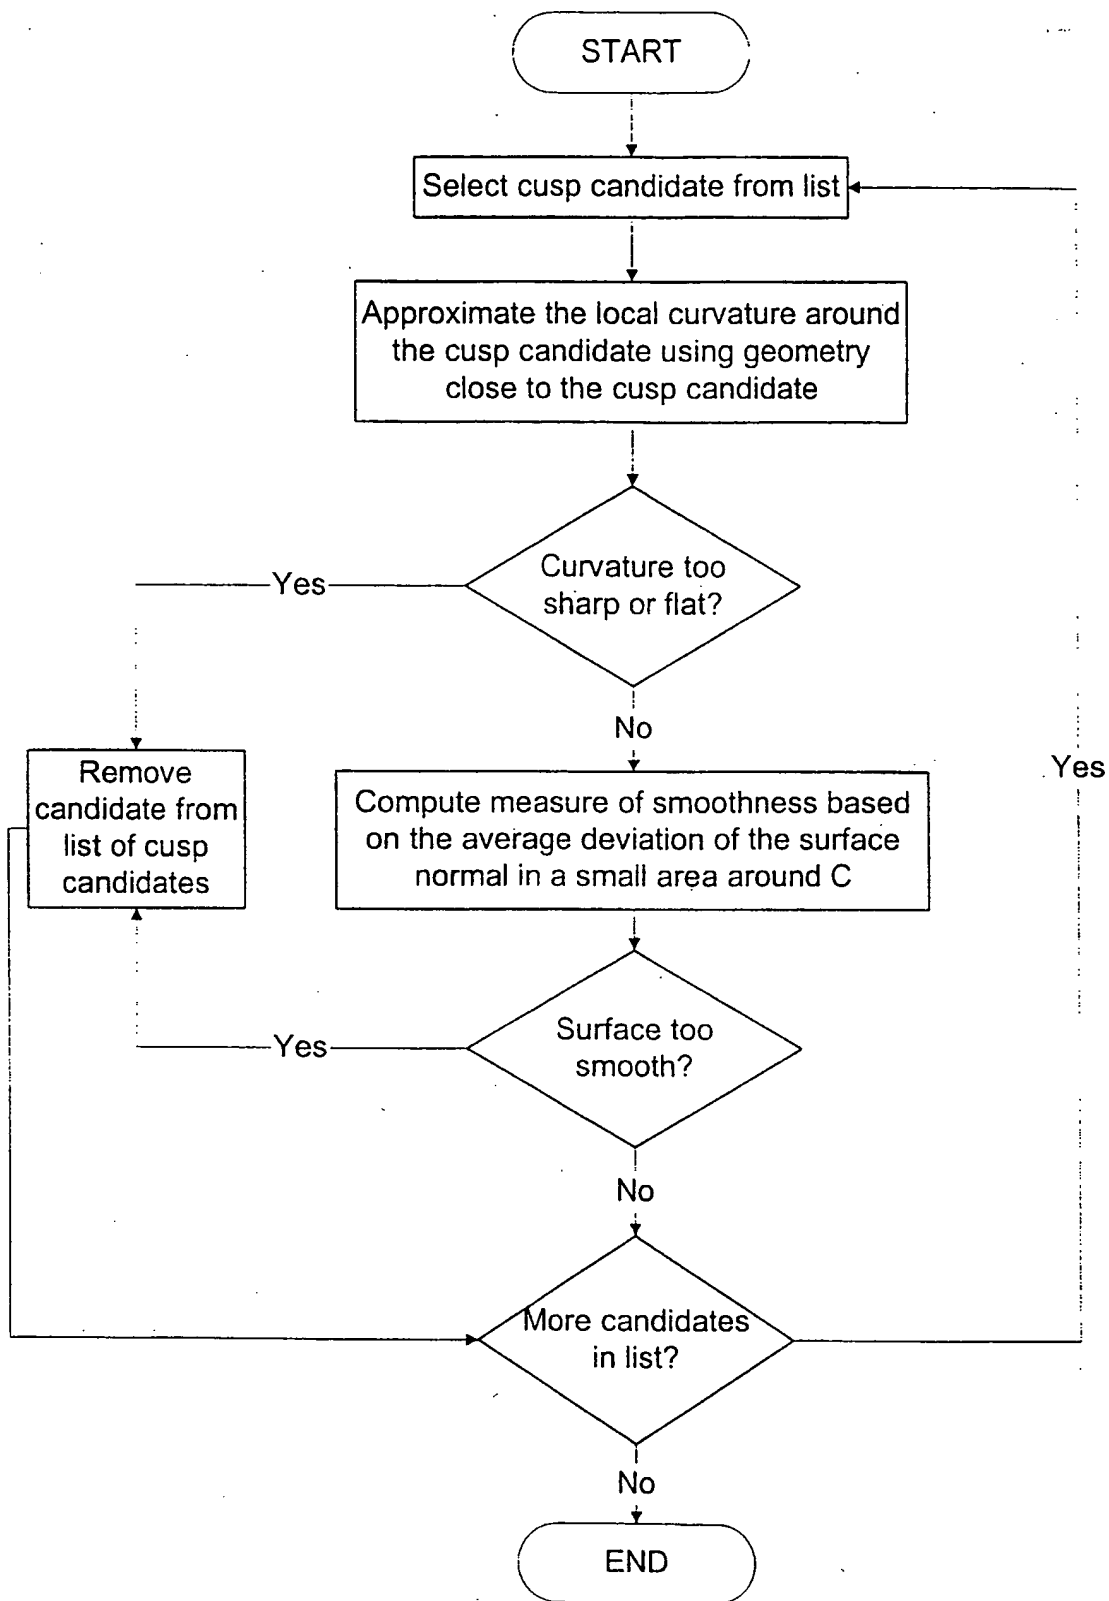 START
Select cusp candidate from list
Approximate the local curvature around
the cusp candidate using geometry
close to the cusp candidate
Curvature too
sharp or flat?
Yes
No
Remove
candidate from
list of cusp
candidates
Compute measure of smoothness based
on the average deviation of the surface
normal in a small area around C
Yes
Surface too
smooth?
Yes
No
More candidates
in list?
No
END